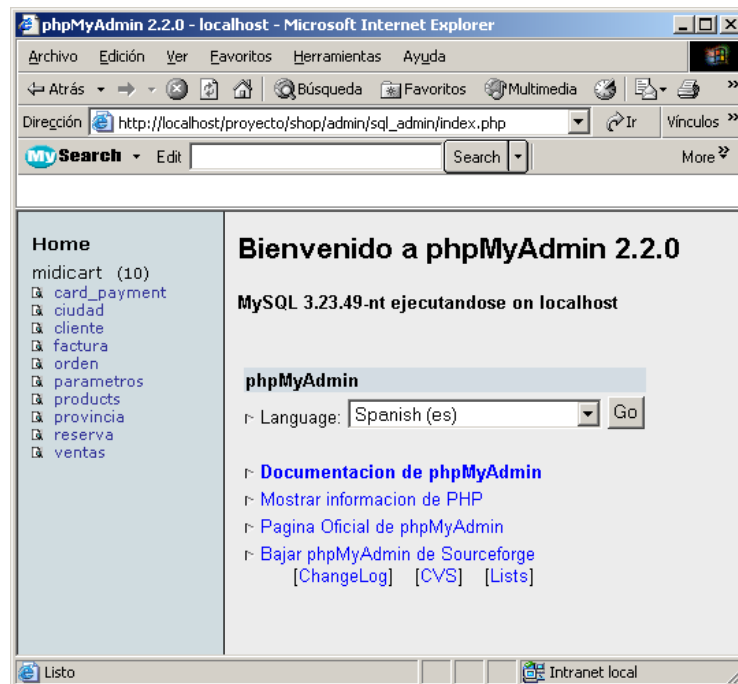 phpMyAdmin 2.2.0 - localhost - Microsoft Internet Explorer
Archivo Edición Ver Favoritos Herramientas Ayuda
Atrás Búsqueda Favoritos Multimedia »
Dirección http://localhost/proyecto/shop/admin/sql_admin/index.php Ir Vínculos »
My Search Edit Search More
Home
midicart (10)
card_payment
ciudad
cliente
factura
orden
parametros
products
provincia
reserva
ventas
Bienvenido a phpMyAdmin 2.2.0
MySQL 3.23.49-nt ejecutandose on localhost
phpMyAdmin
Language: Spanish (es) Go
Documentacion de phpMyAdmin
Mostrar informacion de PHP
Pagina Oficial de phpMyAdmin
Bajar phpMyAdmin de Sourceforge
[ChangeLog] [CVS] [Lists]
Listo Intranet local